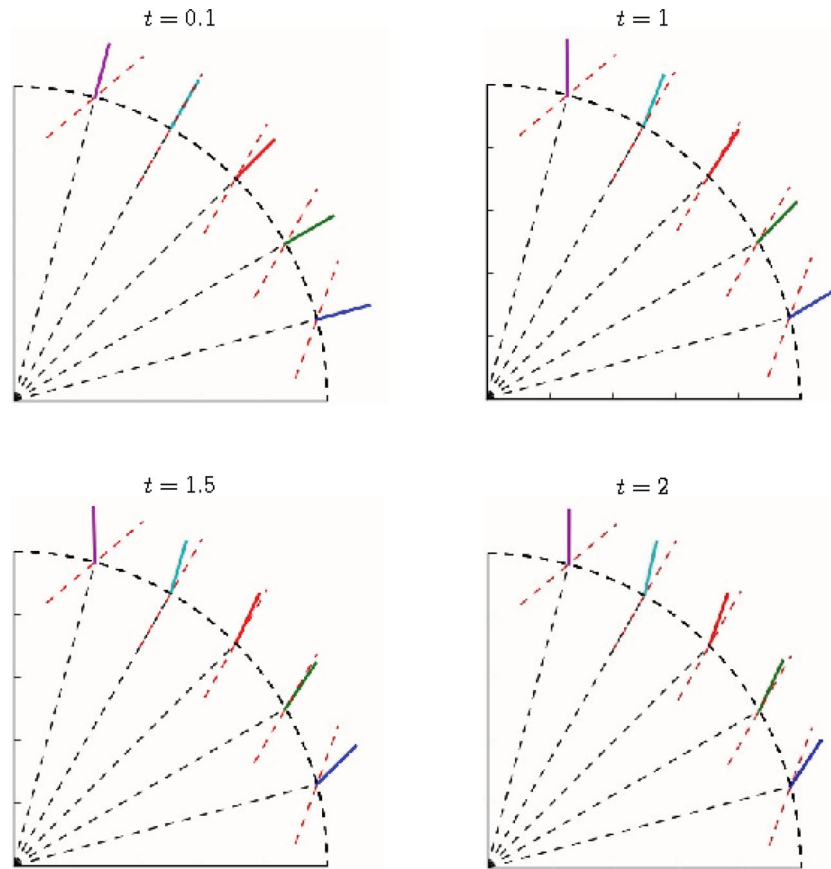 t = 0.1
t = 1
t = 1.5
t = 2